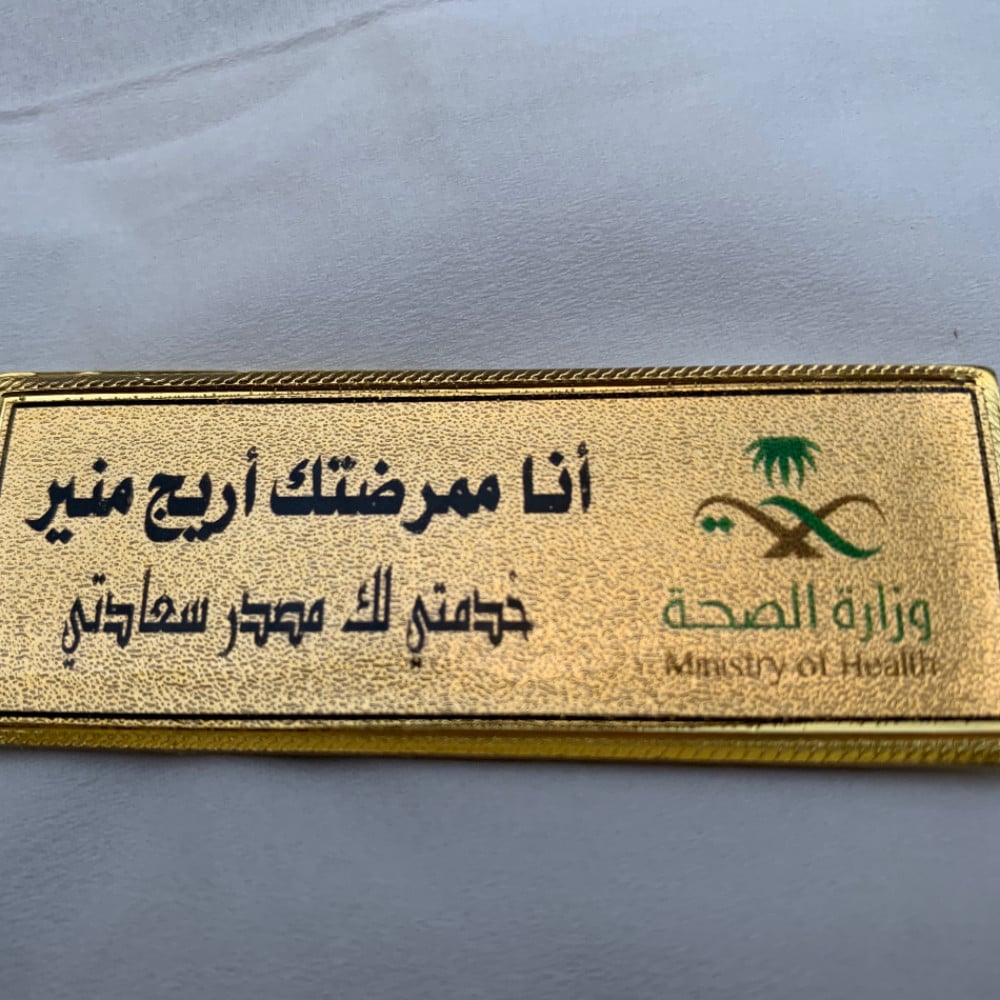 أنا ممرضتك أريج منير
خدمتي لك مصدر سعادتي
وزارة الصحة
Ministry of Health